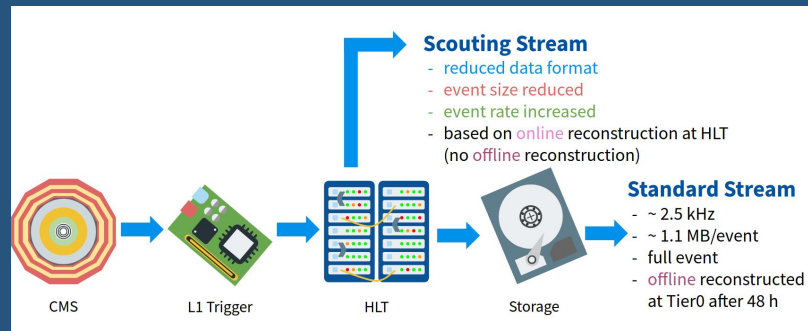 Scouting Stream
- reduced data format
- event size reduced
- event rate increased
- based on online reconstruction at HLT
(no offline reconstruction)
Standard Stream
- ~ 2.5 kHz
- ~ 1.1 MB/event
- full event
- offline reconstructed
at Tier0 after 48 h
CMS
L1 Trigger
HLT
Storage